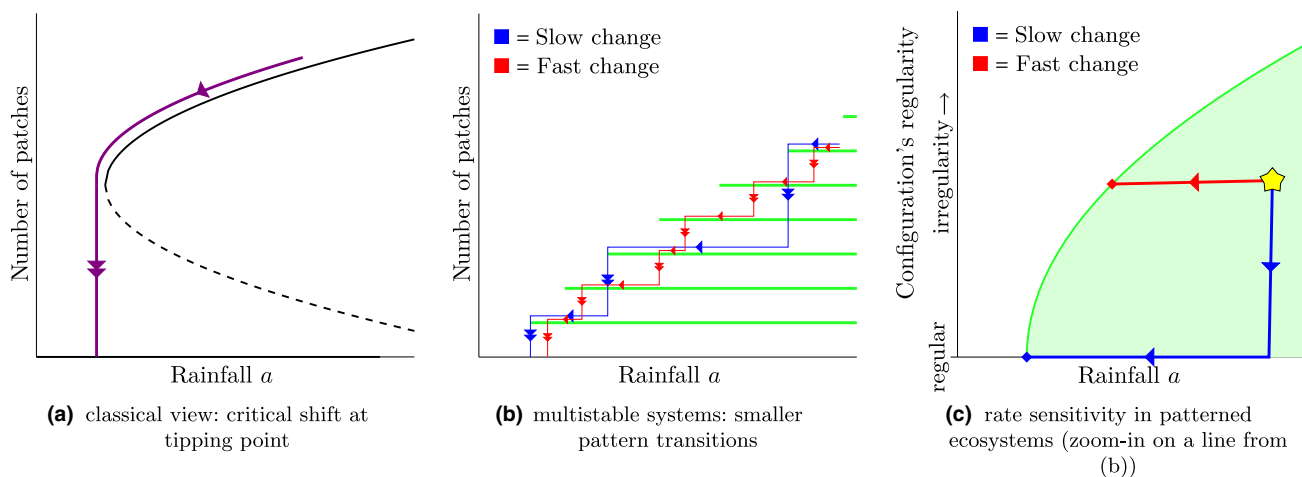 Number of patches
Rainfall a
(a) classical view: critical shift at
tipping point
= Slow change
= Fast change
Number of patches
Rainfall a
(b) multistable systems: smaller
pattern transitions
= Slow change
= Fast change
Configuration's regularity
regular
irregularity →
Rainfall a
(c) rate sensitivity in patterned
ecosystems (zoom-in on a line from
(b))